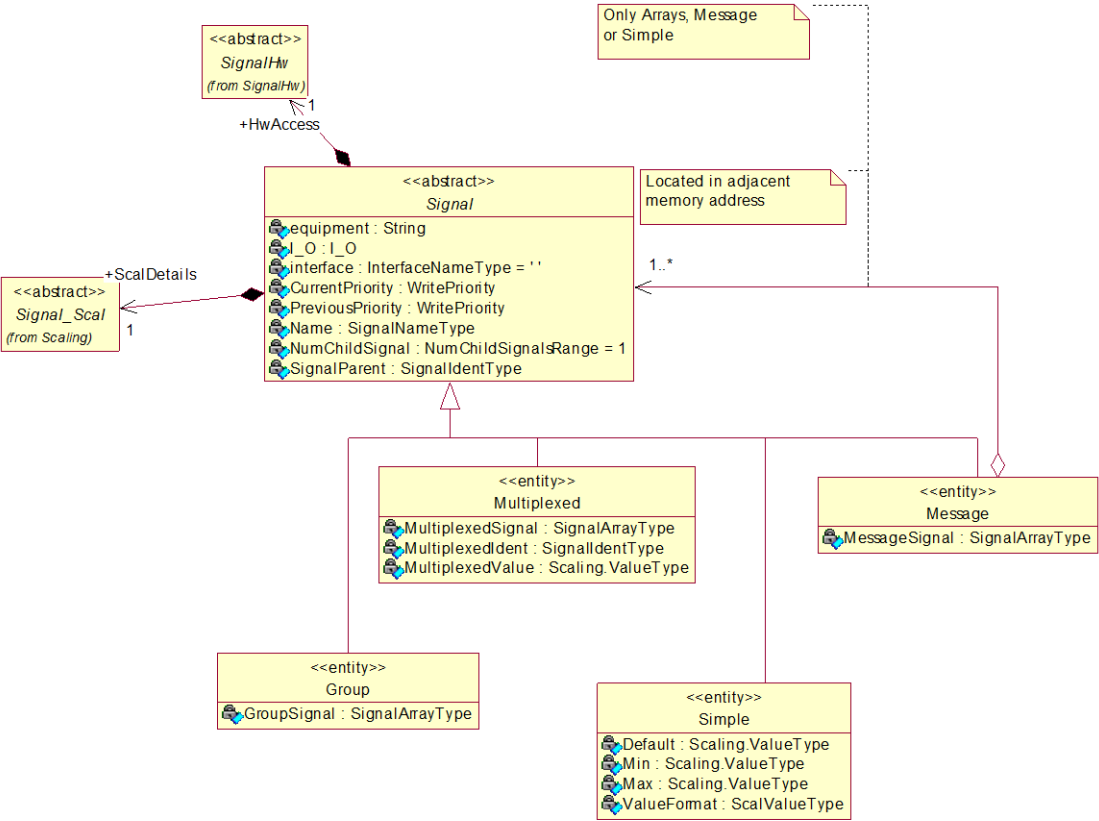 Only Arrays, Message
or Simple
<<abstract>>
SignalHw
(from SignalHw)
1
+HwAccess
<<abstract>>
Signal
equipment : String
I_O : I_O
interface : InterfaceNameType = ' '
CurrentPriority : WritePriority
PreviousPriority : WritePriority
Name : SignalNameType
NumChildSignal : NumChildSignalsRange = 1
SignalParent : SignalIdentType
Located in adjacent
memory address
1..*
+ScalDetails
<<abstract>>
Signal_Scal
(from Scaling)
1
<<entity>>
Multiplexed
MultiplexedSignal : SignalArrayType
MultiplexedIdent : SignalIdentType
MultiplexedValue : Scaling.ValueType
<<entity>>
Message
MessageSignal : SignalArrayType
<<entity>>
Group
GroupSignal : SignalArrayType
<<entity>>
Simple
Default : Scaling.ValueType
Min : Scaling.ValueType
Max : Scaling.ValueType
ValueFormat : ScalValueType